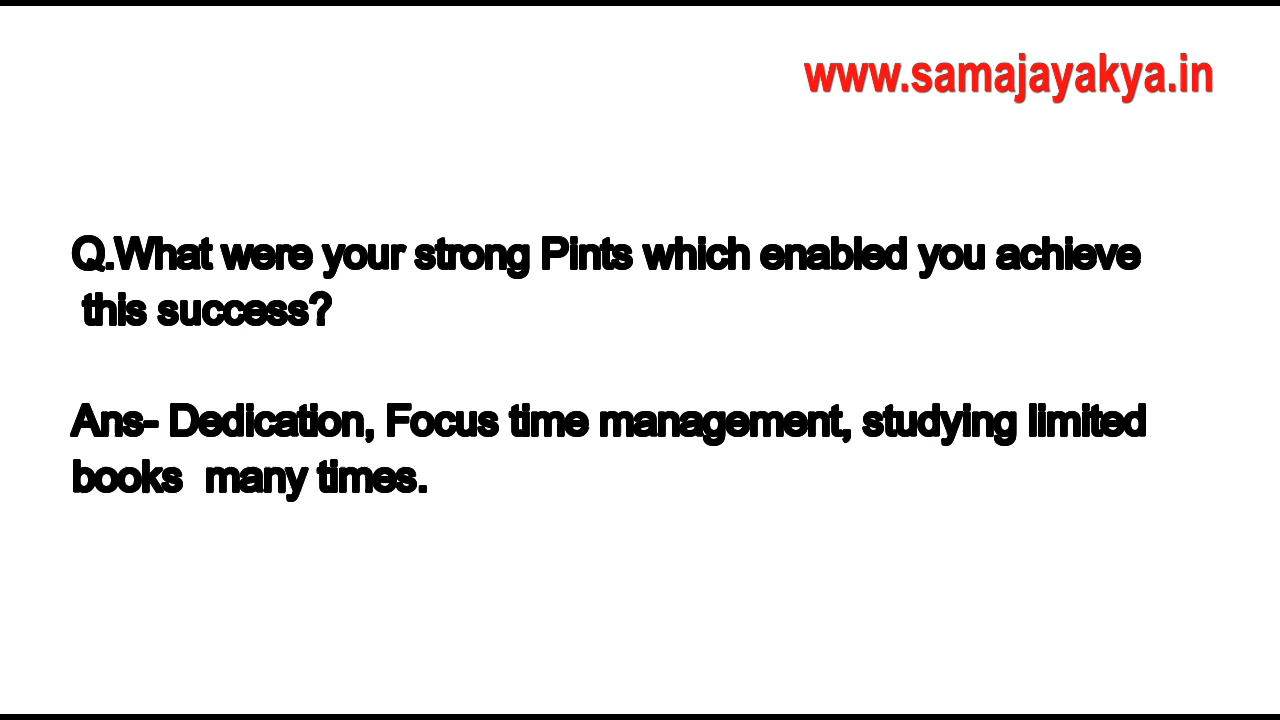 www.samajayakya.in
Q.What were your strong Pints which enabled you achieve
this success?
Ans- Dedication, Focus time management, studying limited
books many times.